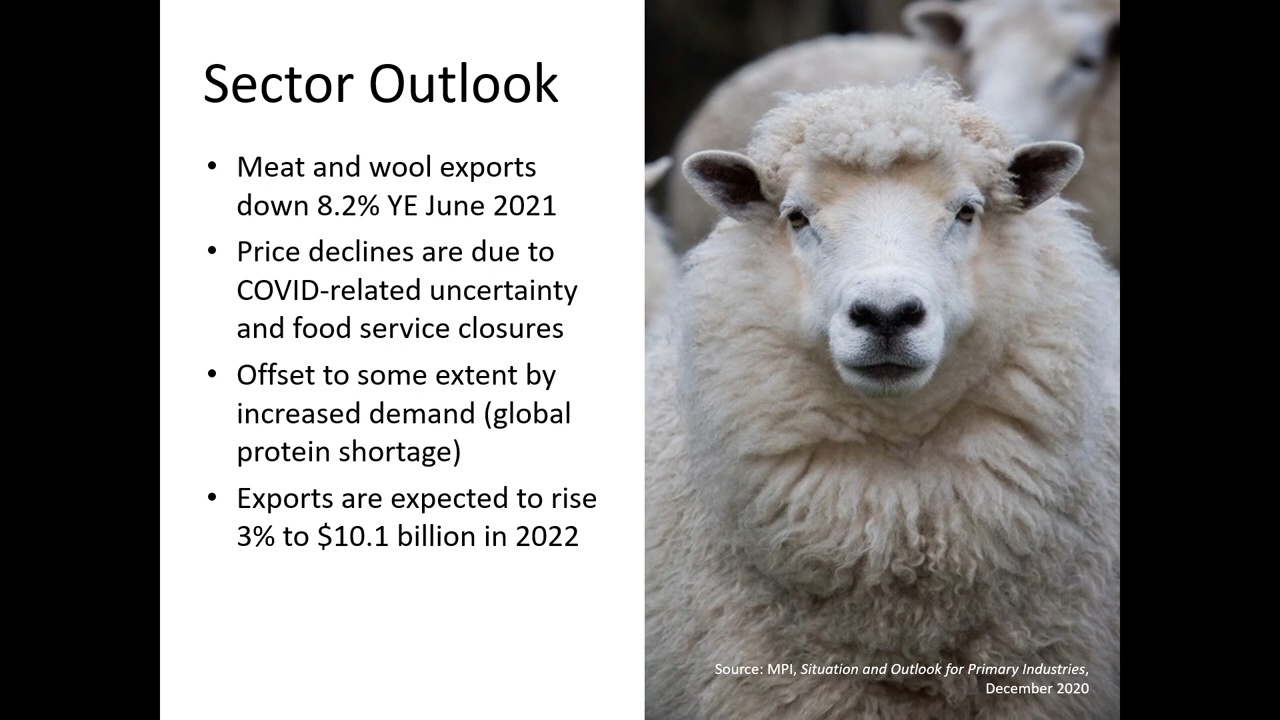 Sector Outlook
• Meat and wool exports
down 8.2% YE June 2021
• Price declines are due to
COVID-related uncertainty
and food service closures
• Offset to some extent by
increased demand (global
protein shortage)
• Exports are expected to rise
3% to $10.1 billion in 2022
Source: MPI, Situation and Outlook for Primary Industries,
December 2020